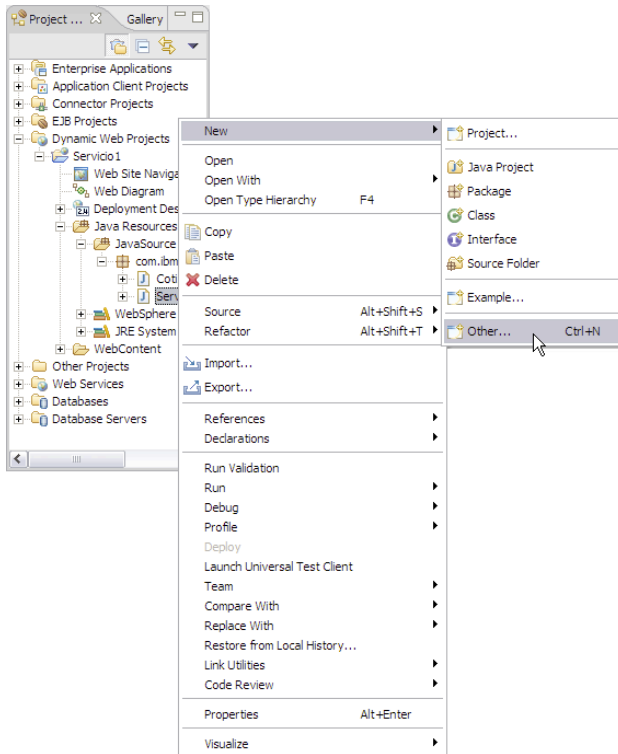 Project ... Gallery
Enterprise Applications
Application Client Projects
Connector Projects
EJB Projects
Dynamic Web Projects
Servicio1
Web Site Naviga
Web Diagram
Deployment Des
Java Resources
JavaSource
com.ibm
Coti
Serv
WebSphere
JRE System
WebContent
Other Projects
Web Services
Databases
Database Servers
New
Open
Open With
Open Type Hierarchy F4
Copy
Paste
Delete
Source Alt+Shift+S
Refactor Alt+Shift+T
Import...
Export...
References
Declarations
Run Validation
Run
Debug
Profile
Deploy
Launch Universal Test Client
Team
Compare With
Replace With
Restore from Local History...
Link Utilities
Code Review
Properties Alt+Enter
Visualize
Project...
Java Project
Package
Class
Interface
Source Folder
Example...
Other... Ctrl+N